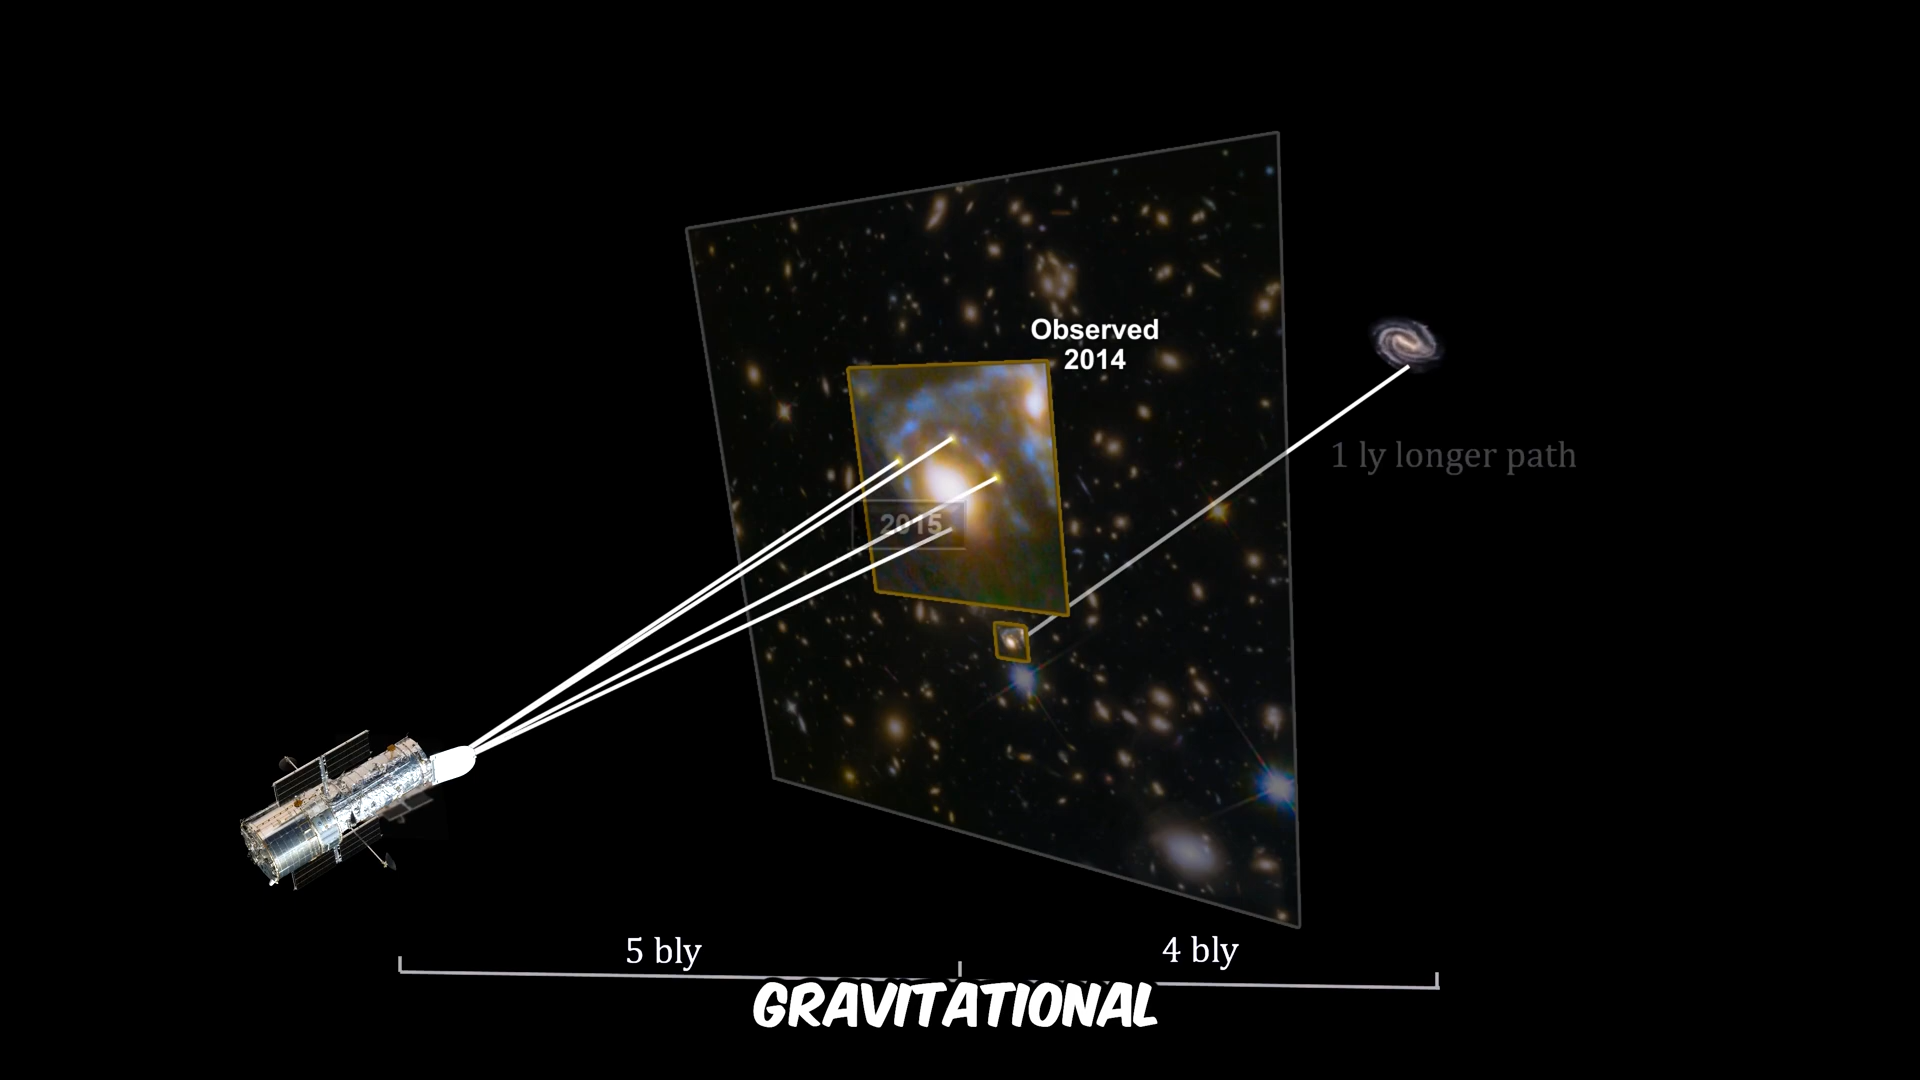 Observed
2014
1 ly longer path
2015
5 bly
4 bly
GRAVITATIONAL